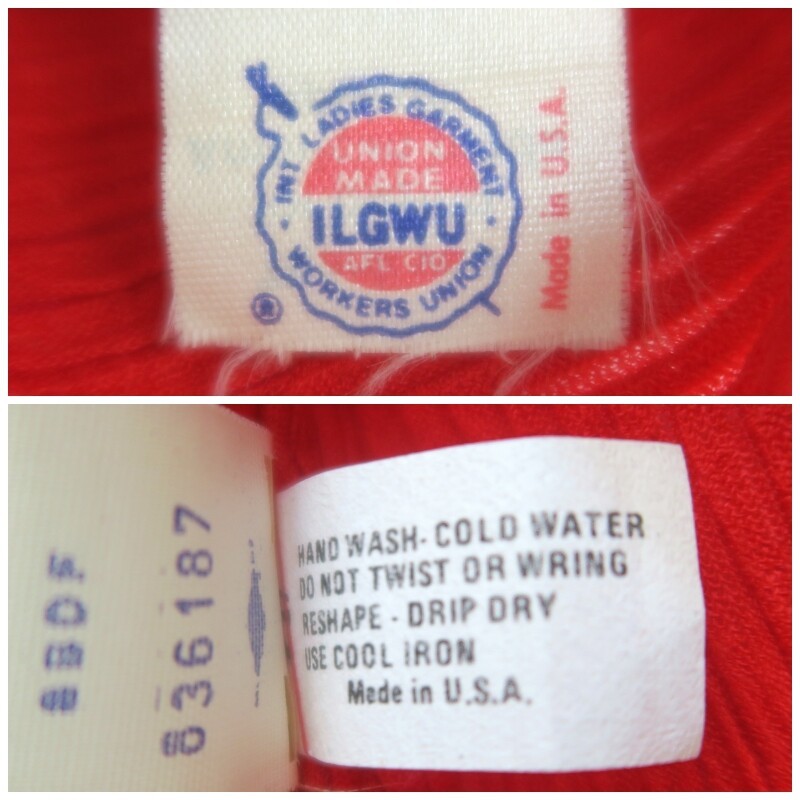 INT. LADIES GARMENT
UNION
MADE
ILGWU
AFL CIO
WORKERS UNION
®
Made in U.S.A.
836187
HAND WASH- COLD WATER
DO NOT TWIST OR WRING
RESHAPE - DRIP DRY
USE COOL IRON
Made in U.S.A.